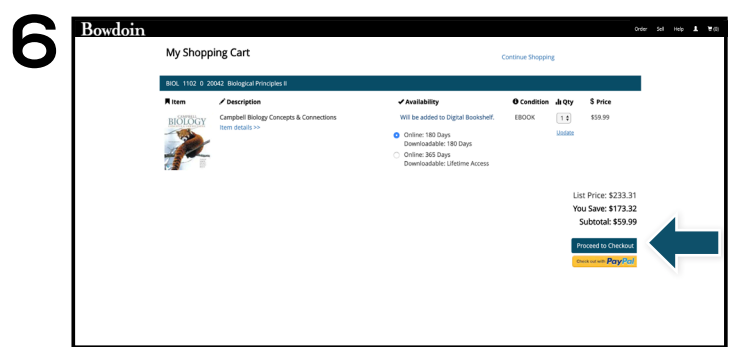 6
Bowdoin
Order Sell Help (0)
My Shopping Cart
Continue Shopping
BIOL 1102 0 20042 Biological Principles II
Item Description Availability Condition Qty $ Price
CAMPBELL
BIOLOGY
Campbell Biology Concepts & Connections
Item details >>
Will be added to Digital Bookshelf.
EBOOK
1
$59.99
Update
Online: 180 Days
Downloadable: 180 Days
Online: 365 Days
Downloadable: Lifetime Access
List Price: $233.31
You Save: $173.32
Subtotal: $59.99
Proceed to Checkout
Check out with PayPal